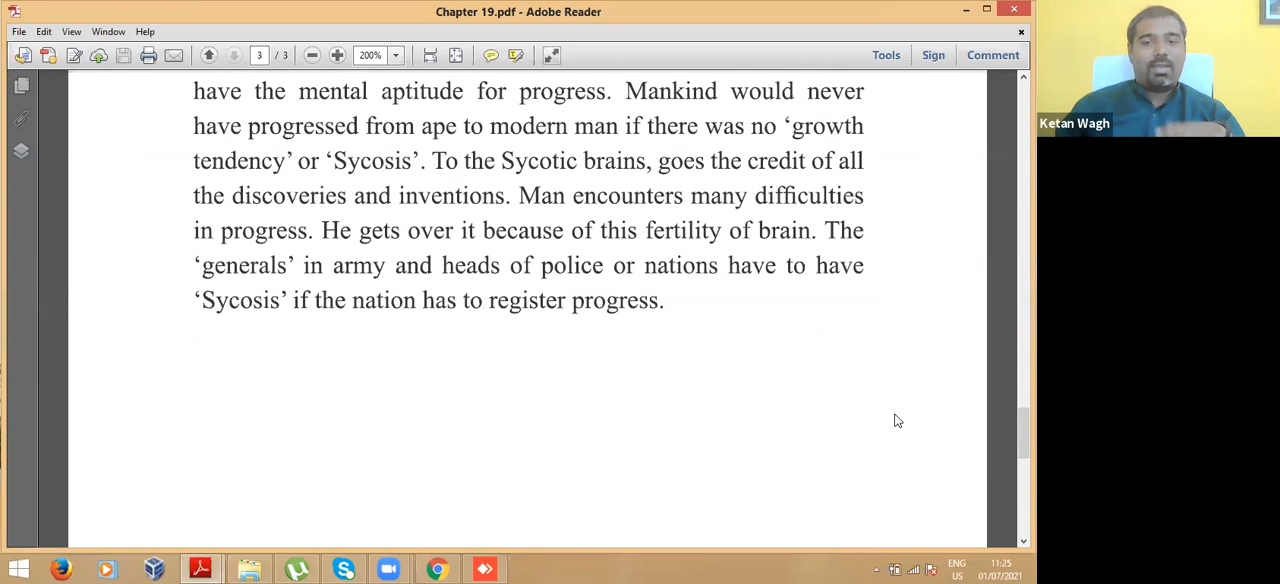 Chapter 19.pdf - Adobe Reader
File Edit View Window Help
3 / 3 200% Tools Sign Comment
have the mental aptitude for progress. Mankind would never
have progressed from ape to modern man if there was no ‘growth
tendency’ or ‘Sycosis’. To the Sycotic brains, goes the credit of all
the discoveries and inventions. Man encounters many difficulties
in progress. He gets over it because of this fertility of brain. The
‘generals’ in army and heads of police or nations have to have
‘Sycosis’ if the nation has to register progress.
Ketan Wagh
ENG 11:25
US 01/07/2021